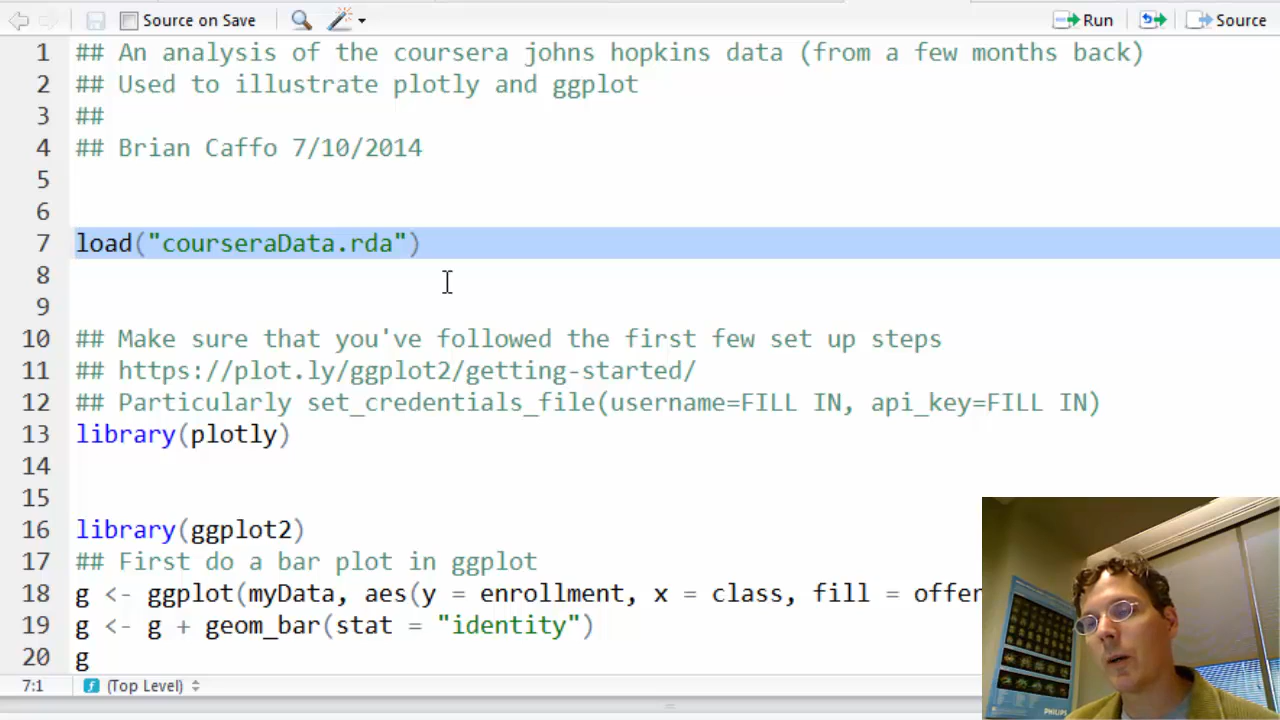 Source on Save
Run
Source
1 ## An analysis of the coursera johns hopkins data (from a few months back)
2 ## Used to illustrate plotly and ggplot
3 ##
4 ## Brian Caffo 7/10/2014
5
6
7 load("courseraData.rda")
8
9
10 ## Make sure that you've followed the first few set up steps
11 ## https://plot.ly/ggplot2/getting-started/
12 ## Particularly set_credentials_file(username=FILL IN, api_key=FILL IN)
13 library(plotly)
14
15
16 library(ggplot2)
17 ## First do a bar plot in ggplot
18 g <- ggplot(myData, aes(y = enrollment, x = class, fill = offer
19 g <- g + geom_bar(stat = "identity")
20 g
7:1 (Top Level)
PHILIPS